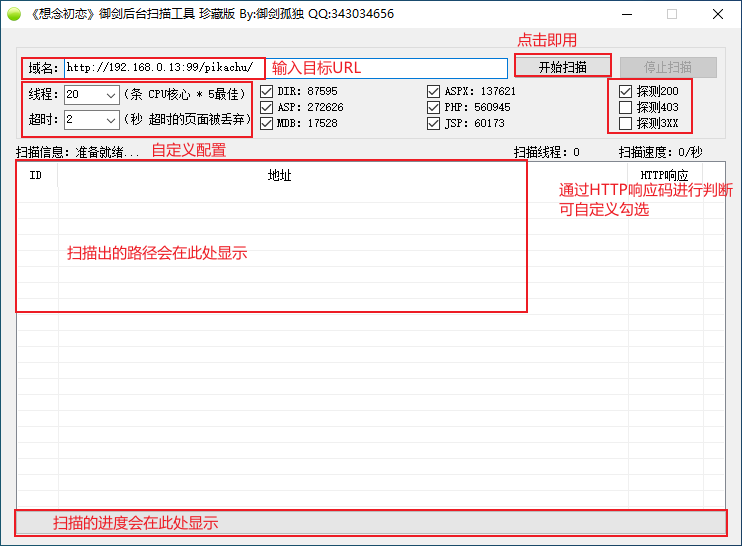 《想念初恋》御剑后台扫描工具 珍藏版 By:御剑孤独 QQ:343034656
点击即用
域名: http://192.168.0.13:99/pikachu/ 输入目标URL 开始扫描 停止扫描
线程: 20 (条 CPU核心 * 5最佳) DIR: 87595 ASPX: 137621 探测200
ASP: 272626 PHP: 560945 探测403
超时: 2 (秒 超时的页面被丢弃) MDB: 17528 JSP: 60173 探测3XX
扫描信息: 准备就绪... 自定义配置 扫描线程: 0 扫描速度: 0/秒
ID 地址 HTTP响应
通过HTTP响应码进行判断
可自定义勾选
扫描出的路径会在此处显示
扫描的进度会在此处显示